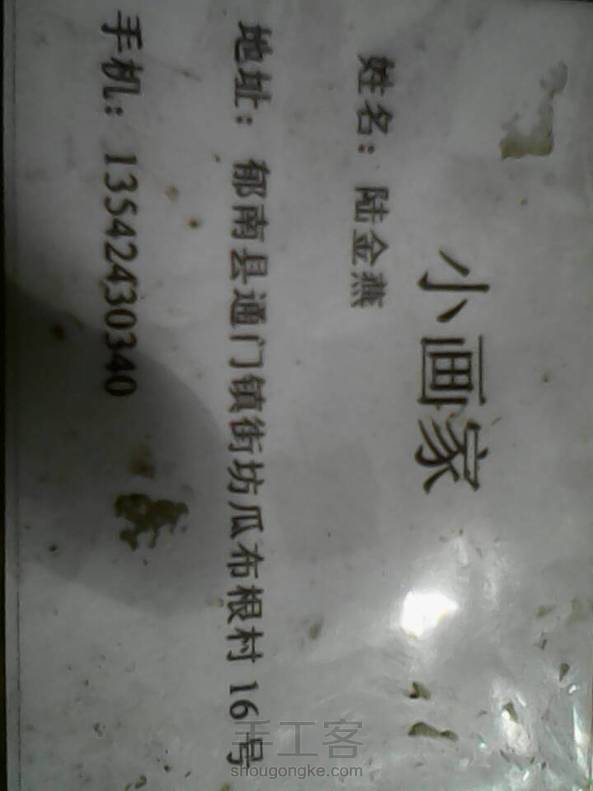 小画家
姓名：陆金燕
地址：郁南县通门镇街坊瓜布根村16号
手机：13542430340
手工客
shougongke.com